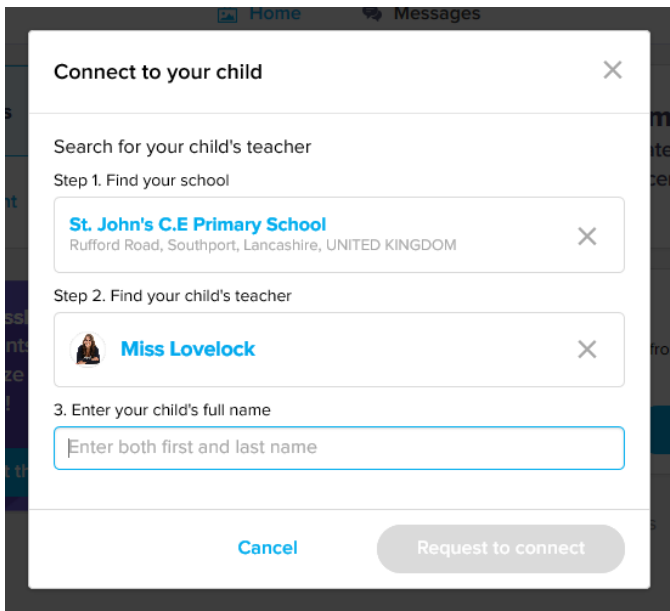 Home Messages
Connect to your child
Search for your child's teacher
Step 1. Find your school
St. John's C.E Primary School
Rufford Road, Southport, Lancashire, UNITED KINGDOM
Step 2. Find your child's teacher
Miss Lovelock
3. Enter your child's full name
Enter both first and last name
Cancel Request to connect